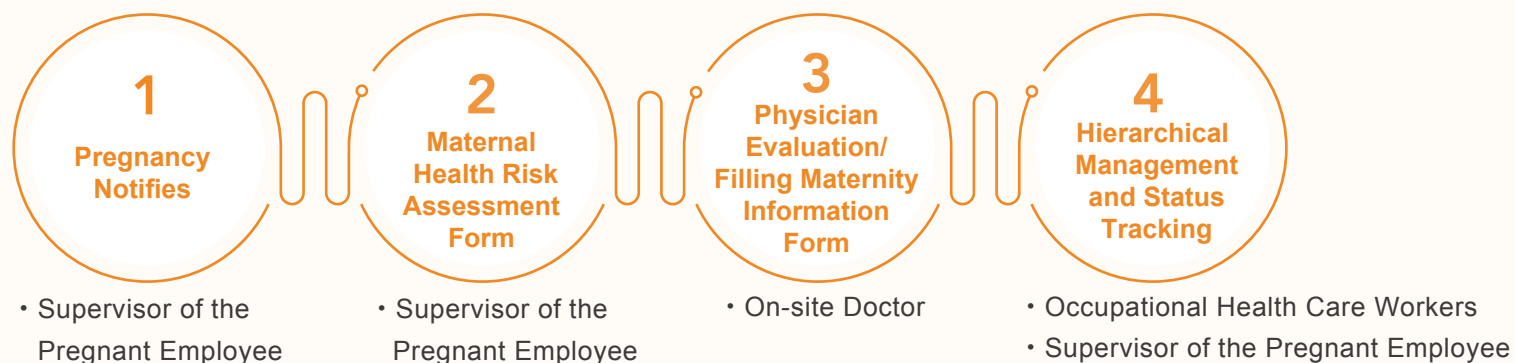 1
Pregnancy
Notifies
・Supervisor of the
Pregnant Employee
2
Maternal
Health Risk
Assessment
Form
・Supervisor of the
Pregnant Employee
3
Physician
Evaluation/
Filling Maternity
Information
Form
・On-site Doctor
4
Hierarchical
Management
and Status
Tracking
・Occupational Health Care Workers
・Supervisor of the Pregnant Employee